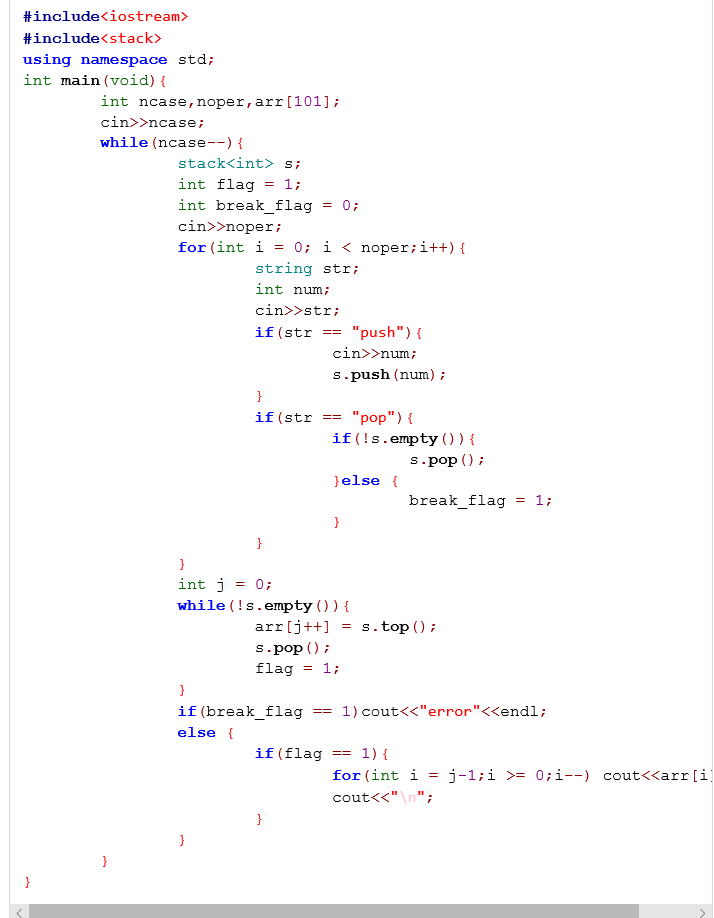 #include<iostream>
#include<stack>
using namespace std;
int main(void){
        int ncase,noper,arr[101];
        cin>>ncase;
        while(ncase--){
                stack<int> s;
                int flag = 1;
                int break_flag = 0;
                cin>>noper;
                for(int i = 0; i < noper;i++){
                        string str;
                        int num;
                        cin>>str;
                        if(str == "push"){
                                cin>>num;
                                s.push(num);
                        }
                        if(str == "pop"){
                                if(!s.empty()){
                                        s.pop();
                                }else {
                                        break_flag = 1;
                                }
                        }
                }
                int j = 0;
                while(!s.empty()){
                        arr[j++] = s.top();
                        s.pop();
                        flag = 1;
                }
                if(break_flag == 1)cout<<"error"<<endl;
                else {
                        if(flag == 1){
                                for(int i = j-1;i >= 0;i--) cout<<arr[i]
                                cout<<"\n";
                        }
                }
        }
}